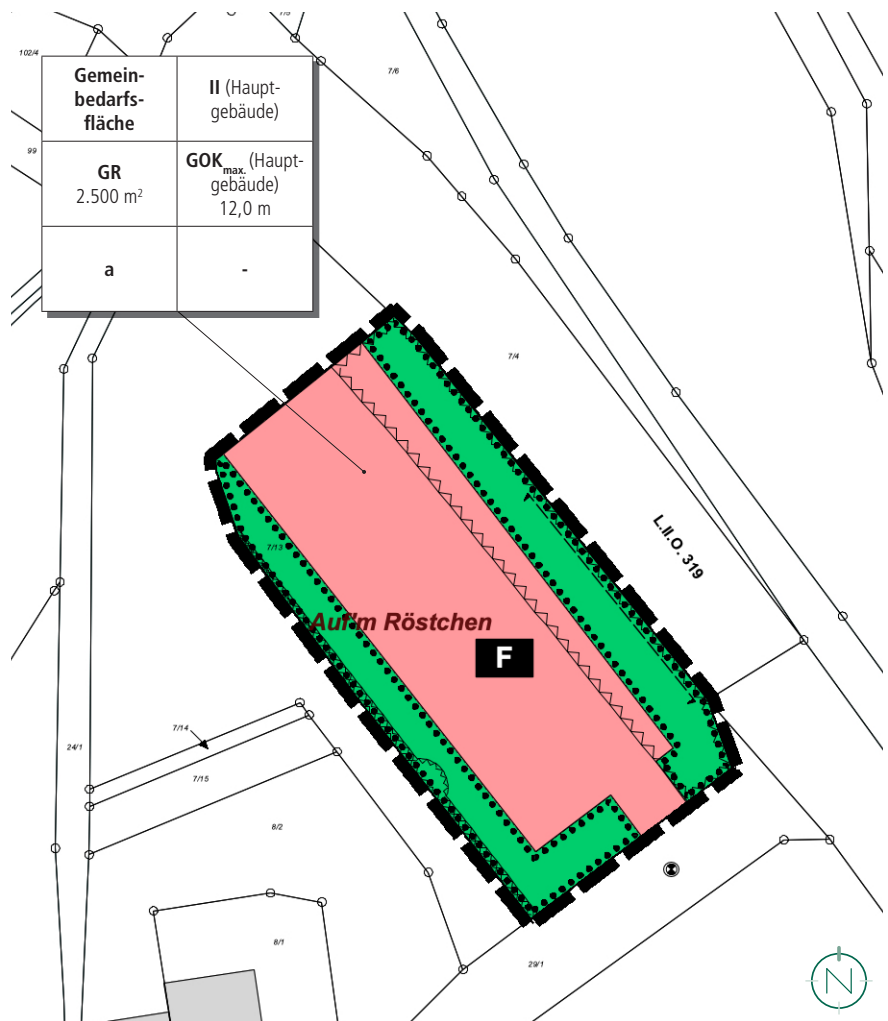 7/5
102/4
7/6
Gemein-
bedarfs-
fläche
II (Haupt-
gebäude)
99
GR
2.500 m²
GOKmax. (Haupt-
gebäude)
12,0 m
a
-
7/4
L.II.O. 319
7/13
Auf'm Röstchen
F
7/14
24/1
7/15
8/2
8/1
29/1
N